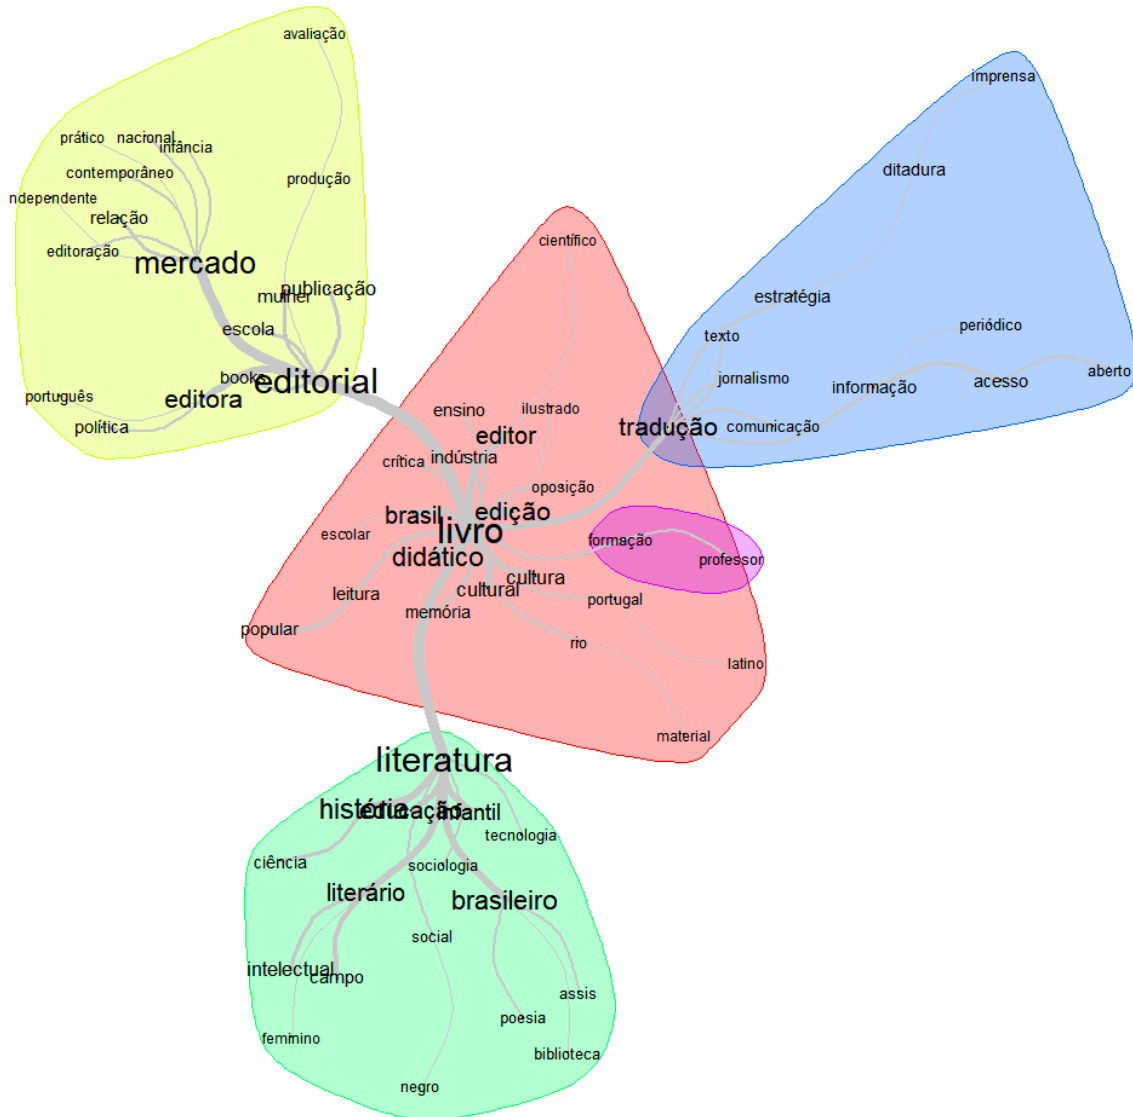 avaliação
prático
nacional
infância
contemporâneo
produção
ndependente
relação
editoração
mercado
mulher
publicação
escola
books
editorial
português
editora
política
imprensa
ditadura
estratégia
texto
periódico
jornalismo
informação
acesso
aberto
tradução
comunicação
científico
ensino
ilustrado
editor
crítica
indústria
oposição
brasil
edição
escolar
livro
didático
formação
professor
leitura
cultural
cultura
memória
portugal
popular
rio
latino
material
literatura
história
educação
infantil
tecnologia
ciência
sociologia
literário
brasileiro
social
intelectual
campo
assis
poesia
feminino
biblioteca
negro